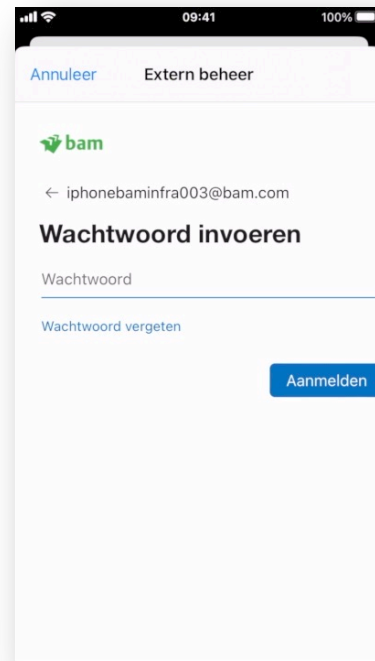 09:41
100%
Annuleer
Extern beheer
bam
← iphonebaminfra003@bam.com
Wachtwoord invoeren
Wachtwoord
Wachtwoord vergeten
Aanmelden